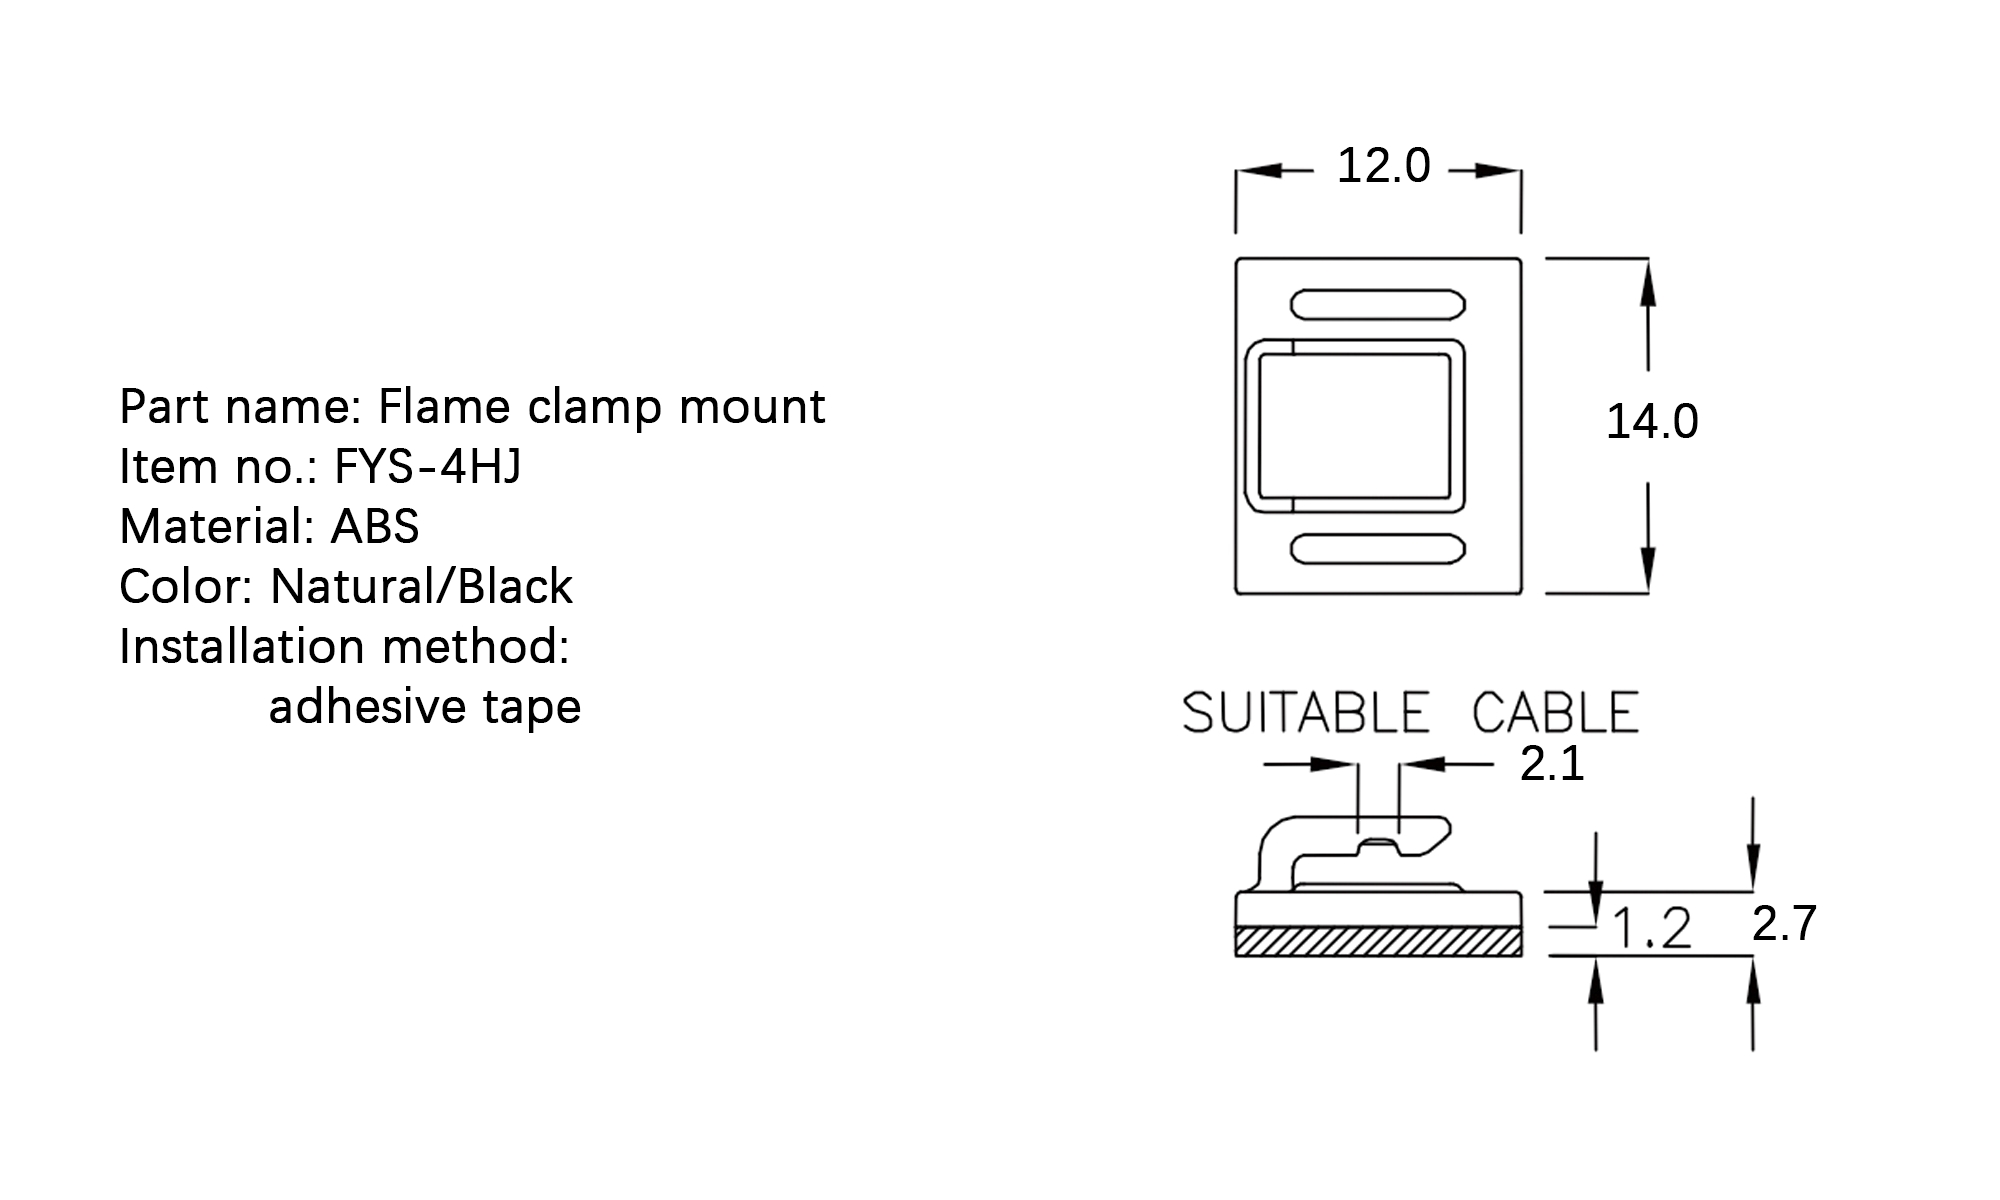 Part name: Flame clamp mount
Item no.: FYS-4HJ
Material: ABS
Color: Natural/Black
Installation method:
adhesive tape
12.0
14.0
SUITABLE CABLE
2.1
1.2
2.7